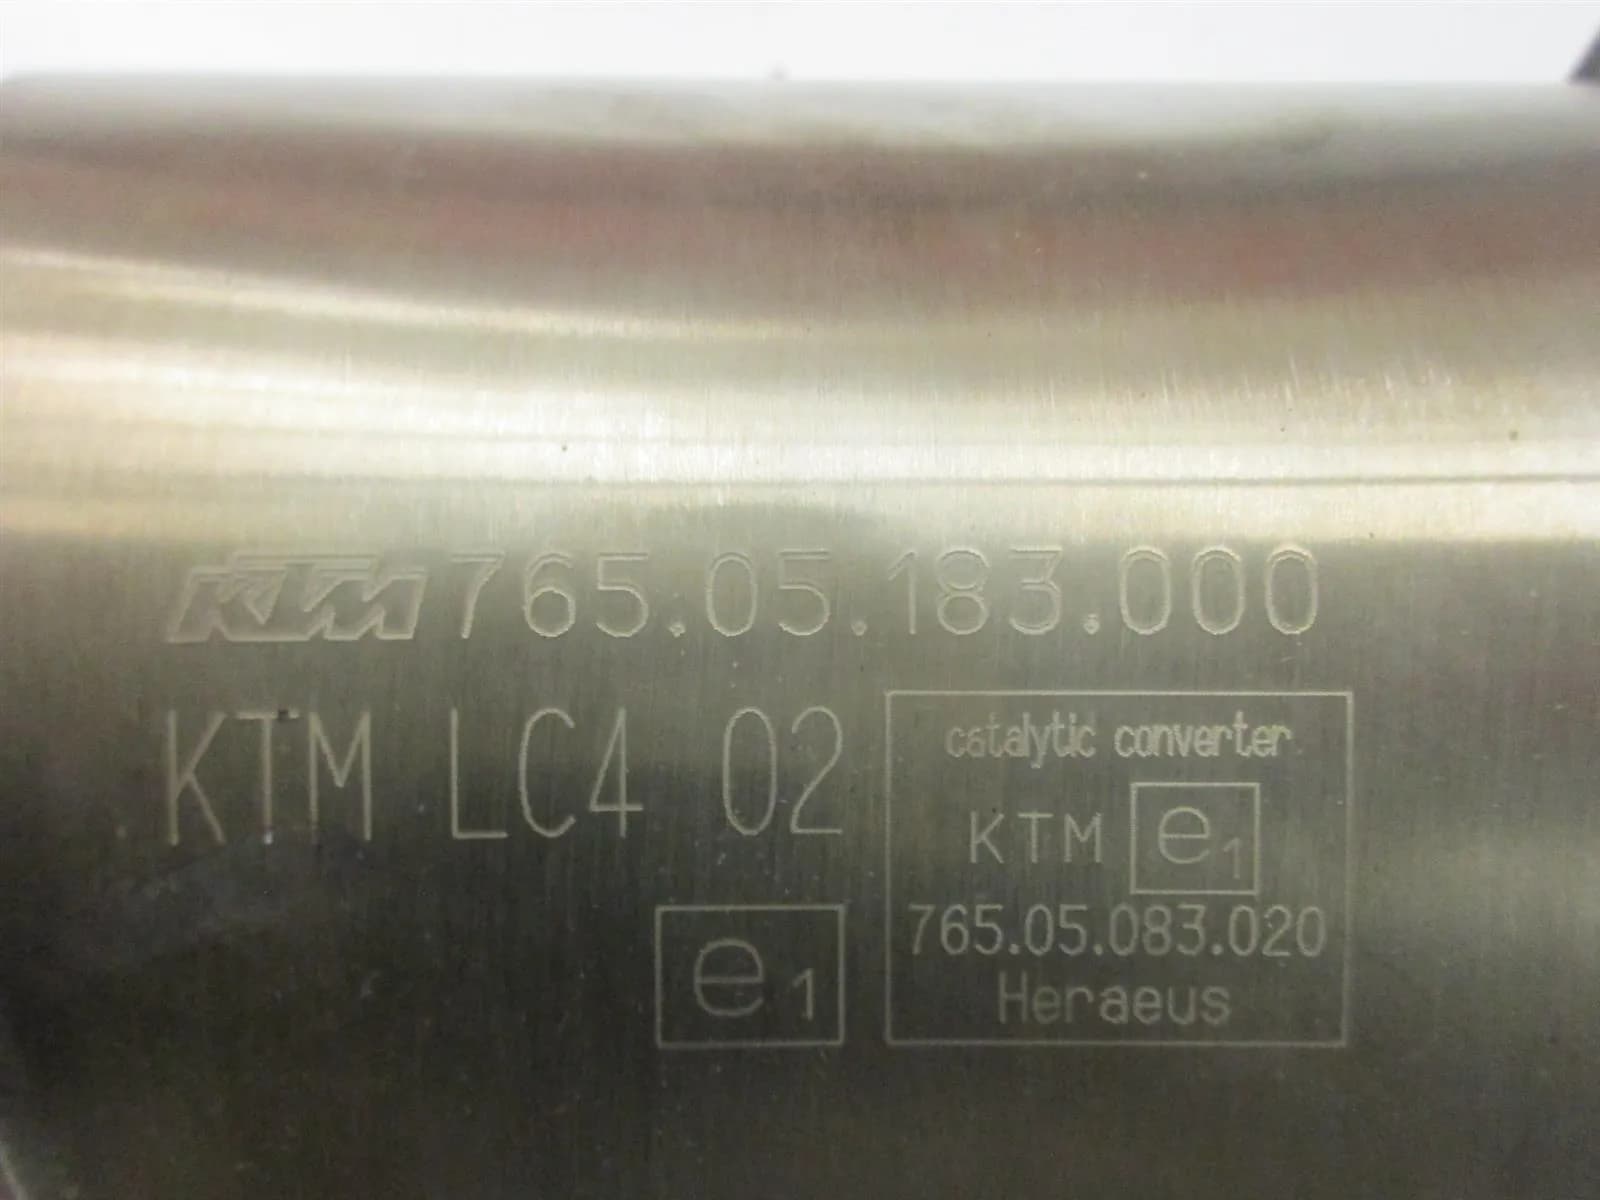 KTM 765.05.183.000
KTM LC4 02
e1
catalytic converter
KTM e1
765.05.083.020
Heraeus